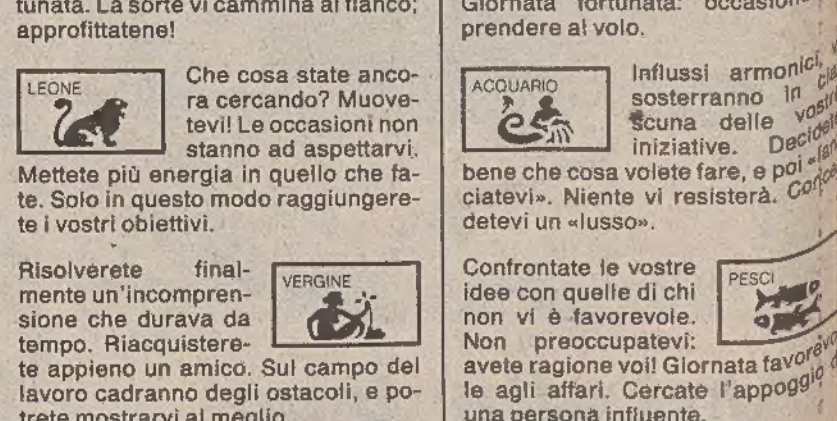 tunata. La sorte vi cammina al fianco;
approfittatene!
LEONE
Che cosa state anco-
ra cercando? Muove-
tevi! Le occasioni non
stanno ad aspettarvi.
Mettete più energia in quello che fa-
te. Solo in questo modo raggiungere-
te i vostri obiettivi.
Risolverete final-
mente un'incompren-
sione che durava da
tempo. Riacquistere-
VERGINE
te appieno un amico. Sul campo del
lavoro cadranno degli ostacoli, e po-
trete mostrarvi al meglio.
Giornata fortunata: occasione
prendere al volo.
ACQUARIO
Influssi armonici,
sosterranno in cia
scuna delle vostre
iniziative. Decidete
bene che cosa volete fare, e poi «lan
ciatevi». Niente vi resisterà. Conce
detevi un «lusso».
Confrontate le vostre
idee con quelle di chi
non vi è favorevole.
Non preoccupatevi:
PESCI
avete ragione voi! Giornata favorevo
le agli affari. Cercate l'appoggio d
una persona influente.